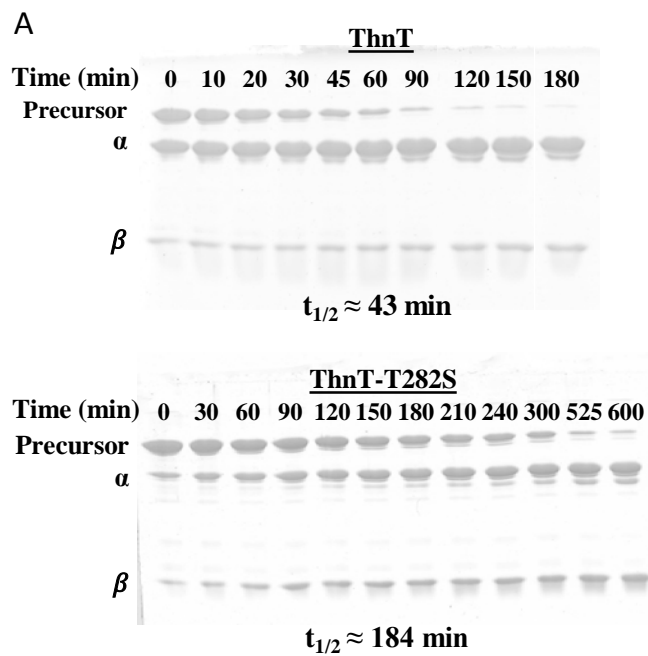 A
ThnT
Time (min) 0 10 20 30 45 60 90 120 150 180
Precursor
α
β
t1/2 ≈ 43 min
ThnT-T282S
Time (min) 0 30 60 90 120 150 180 210 240 300 525 600
Precursor
α
β
t1/2 ≈ 184 min